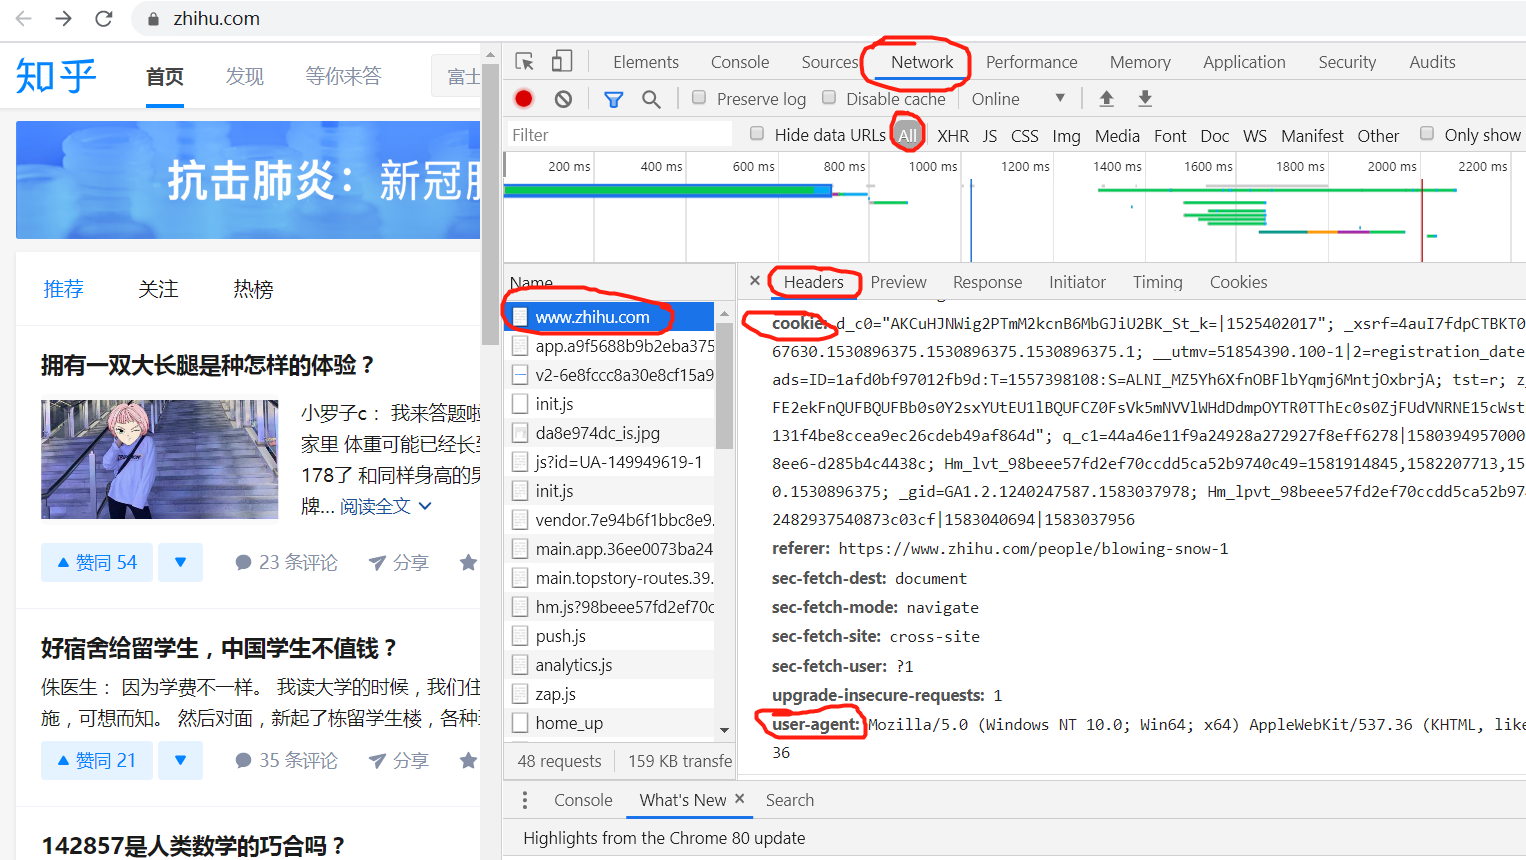 zhihu.com
知乎
首页 发现 等你来答 富士
抗击肺炎：新冠肺
推荐 关注 热榜
拥有一双大长腿是种怎样的体验？
小罗子c： 我来答题啦
家里 体重可能已经长到
178了 和同样身高的男
牌... 阅读全文
赞同 54 23 条评论 分享
好宿舍给留学生，中国学生不值钱？
侏医生： 因为学费不一样。 我读大学的时候，我们住
施，可想而知。 然后对面，新起了栋留学生楼，各种
赞同 21 35 条评论 分享
142857是人类数学的巧合吗？
Elements Console Sources Network Performance Memory Application Security Audits
Preserve log Disable cache Online
Filter Hide data URLs All XHR JS CSS Img Media Font Doc WS Manifest Other Only show
200 ms 400 ms 600 ms 800 ms 1000 ms 1200 ms 1400 ms 1600 ms 1800 ms 2000 ms 2200 ms
Name
www.zhihu.com
app.a9f5688b9b2eba375
v2-6e8fccc8a30e8cf15a9
init.js
da8e974dc_is.jpg
js?id=UA-149949619-1
init.js
vendor.7e94b6f1bbc8e9.
main.app.36ee0073ba24
main.topstory-routes.39.
hm.js?98beee57fd2ef70c
push.js
analytics.js
zap.js
home_up
48 requests 159 KB transfe
Headers Preview Response Initiator Timing Cookies
cookie: d_c0="AKCuHJNWig2PTmM2kcnB6MbGJiU2BK_St_k=|1525402017"; _xsrf=4auI7fdpCTBKT0
67630.1530896375.1530896375.1530896375.1; __utmv=51854390.100-1|2=registration_date
ads=ID=1afd0bf97012fb9d:T=1557398108:S=ALNI_MZ5Yh6XfnOBFlbYqmj6MntjOxbrjA; tst=r; z_
FE2ekFnQUFBQUFBb0s0Y2sxYUtEU1lBQUFCZ0FsVk5mNVVlWHdDdmpOYTR0TThEc0s0ZjFUdVNRNE15cWst
131f4be8ccea9ec26cdeb49af864d"; q_c1=44a46e11f9a24928a272927f8eff6278|1580394957000
8ee6-d285b4c4438c; Hm_lvt_98beee57fd2ef70ccdd5ca52b9740c49=1581914845,1582207713,15
0.1530896375; _gid=GA1.2.1240247587.1583037978; Hm_lpvt_98beee57fd2ef70ccdd5ca52b97
2482937540873c03cf|1583040694|1583037956
referer: https://www.zhihu.com/people/blowing-snow-1
sec-fetch-dest: document
sec-fetch-mode: navigate
sec-fetch-site: cross-site
sec-fetch-user: ?1
upgrade-insecure-requests: 1
user-agent: Mozilla/5.0 (Windows NT 10.0; Win64; x64) AppleWebKit/537.36 (KHTML, like
36
Console What's New Search
Highlights from the Chrome 80 update